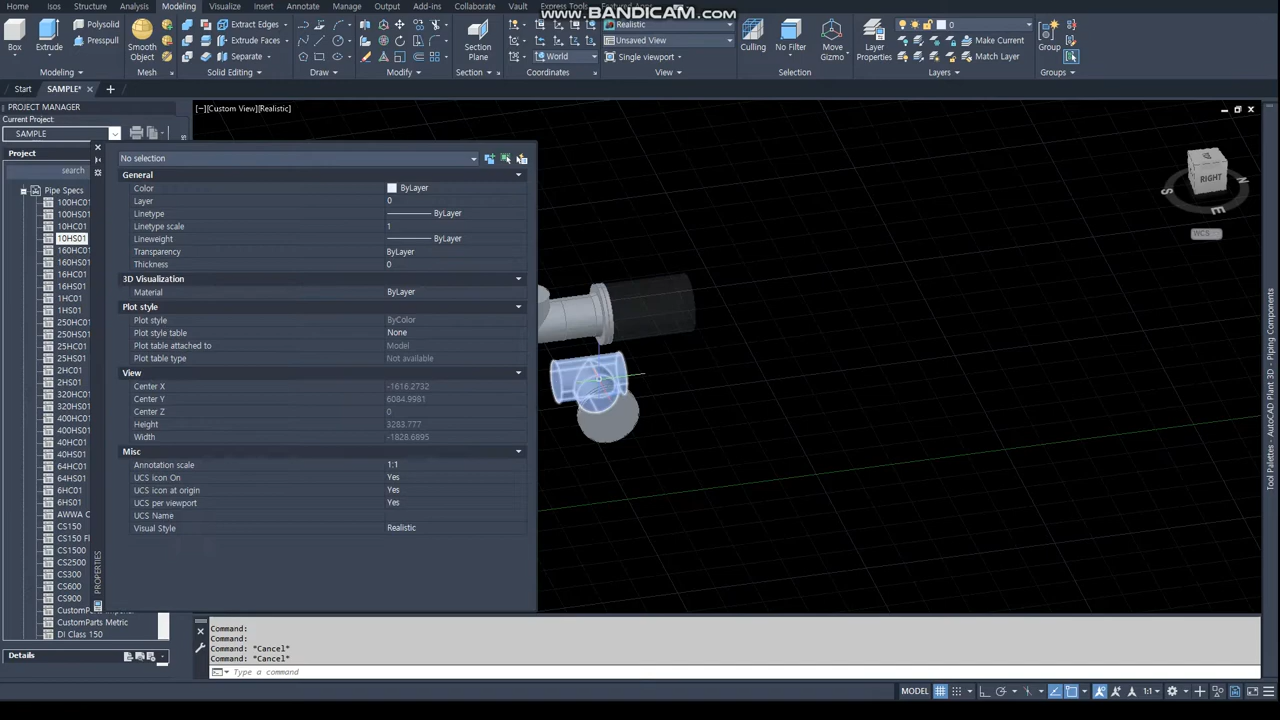 www.BANDICAM.com
Home Isos Structure Analysis Modeling Visualize Insert Annotate Manage Output Add-ins Collaborate Vault Express Tools
Box Extrude Polysolid Presspull Smooth Object Extract Edges Extrude Faces Separate Section Plane World Realistic Unsaved View Single viewport Culling No Filter Move Gizmo Layer Properties 0 Make Current Match Layer Group
Modeling Mesh Solid Editing Draw Modify Section Coordinates View Selection Layers Groups
Start SAMPLE*
PROJECT MANAGER
Current Project:
SAMPLE
Project
search
Pipe Specs
100HC01
100HS01
10HC01
10HS01
160HC01
160HS01
16HC01
16HS01
1HC01
1HS01
250HC01
250HS01
25HC01
25HS01
2HC01
2HS01
320HC01
320HS01
400HC01
400HS01
40HC01
40HS01
64HC01
64HS01
6HC01
6HS01
AWWA C
CS150
CS150 Fl
CS1500
CS2500
CS300
CS600
CS900
CustomParts Imperial
CustomParts Metric
DI Class 150
Details
No selection
General
Color ByLayer
Layer 0
Linetype ByLayer
Linetype scale 1
Lineweight ByLayer
Transparency ByLayer
Thickness 0
3D Visualization
Material ByLayer
Plot style
Plot style ByColor
Plot style table None
Plot table attached to Model
Plot table type Not available
View
Center X -1616.2732
Center Y 6084.9981
Center Z 0
Height 3283.777
Width -1828.6895
Misc
Annotation scale 1:1
UCS icon On Yes
UCS icon at origin Yes
UCS per viewport Yes
UCS Name
Visual Style Realistic
PROPERTIES
[−][Custom View][Realistic]
RIGHT
S E N
WCS
Tool Palettes - AutoCAD Plant 3D - Piping Components
Command:
Command:
Command: *Cancel*
Command: *Cancel*
Type a command
MODEL 1:1